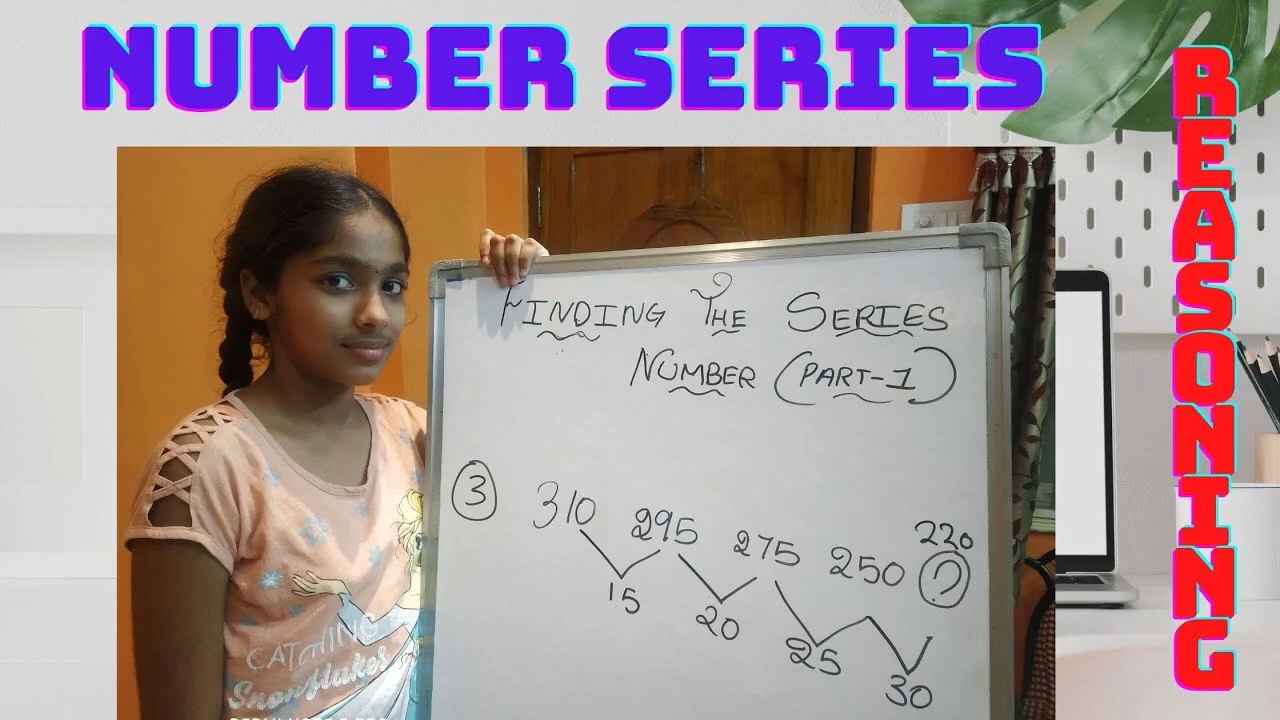 NUMBER SERIES
REASONING
FINDING THE SERIES
NUMBER (PART-1)
3 310 295 275 250 220
?
15 20 25 30
CATCHING
Snowflakes